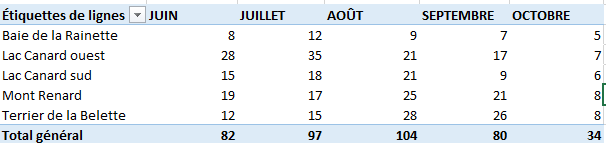 Étiquettes de lignes JUIN JUILLET AOÛT SEPTEMBRE OCTOBRE
Baie de la Rainette 8 12 9 7 5
Lac Canard ouest 28 35 21 17 7
Lac Canard sud 15 18 21 9 6
Mont Renard 19 17 25 21 8
Terrier de la Belette 12 15 28 26 8
Total général 82 97 104 80 34